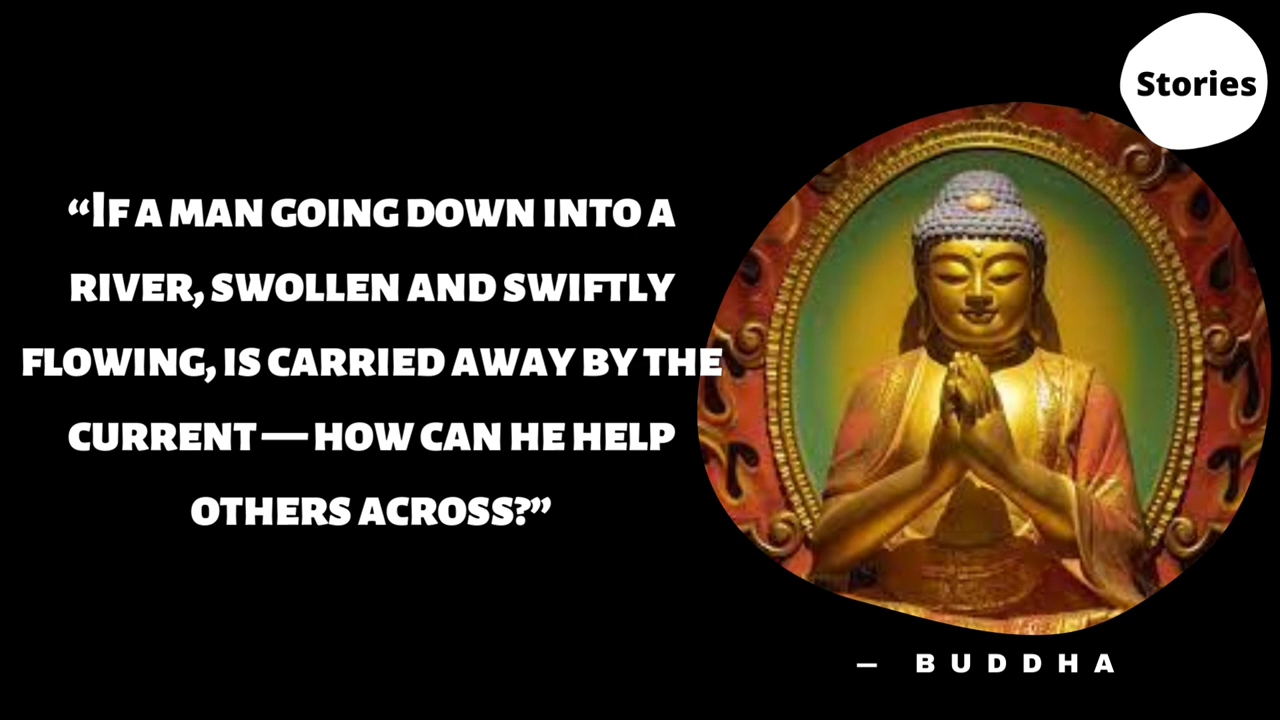 Stories
“IF A MAN GOING DOWN INTO A
RIVER, SWOLLEN AND SWIFTLY
FLOWING, IS CARRIED AWAY BY THE
CURRENT — HOW CAN HE HELP
OTHERS ACROSS?”
— BUDDHA